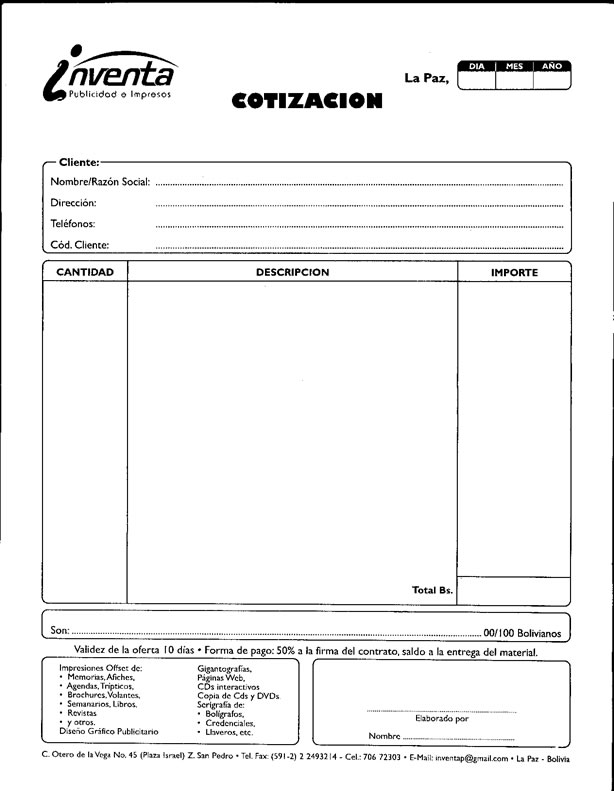 inventa
Publicidad e Impresos
La Paz,
DIA MES AÑO
COTIZACION
Cliente:
Nombre/Razón Social:
Dirección:
Teléfonos:
Cód. Cliente:
CANTIDAD DESCRIPCION IMPORTE
Total Bs.
Son: 00/100 Bolivianos
Validez de la oferta 10 días • Forma de pago: 50% a la firma del contrato, saldo a la entrega del material.
Impresiones Offset de:
• Memorias, Afiches,
• Agendas, Trípticos,
• Brochures, Volantes,
• Semanarios, Libros,
• Revistas
• y otros.
Diseño Gráfico Publicitario
Gigantografías,
Páginas Web,
CDs interactivos
Copia de Cds y DVDs.
Serigrafía de:
• Bolígrafos,
• Credenciales,
• Llaveros, etc.
Elaborado por
Nombre
C. Otero de la Vega No. 45 (Plaza Israel) Z. San Pedro • Tel. Fax: (591-2) 2 2493214 - Cel.: 706 72303 • E-Mail: inventap@gmail.com • La Paz - Bolivia